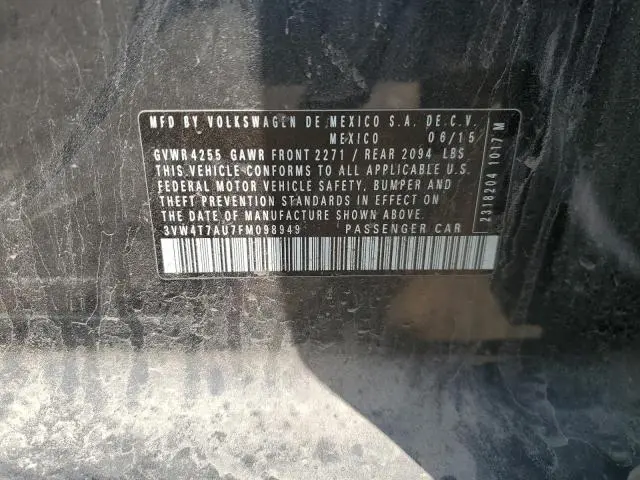 MFD BY VOLKSWAGEN DE MEXICO S.A. DE.C.V.
MEXICO 06/15
GVWR 4255 GAWR FRONT 2271 / REAR 2094 LBS
THIS VEHICLE CONFORMS TO ALL APPLICABLE U.S.
FEDERAL MOTOR VEHICLE SAFETY, BUMPER AND
THEFT PREVENTION STANDARDS IN EFFECT ON THE
DATE OF MANUFACTURE SHOWN ABOVE.
3VW4T7AU7FM098949 PASSENGER CAR
2318204 1017 M